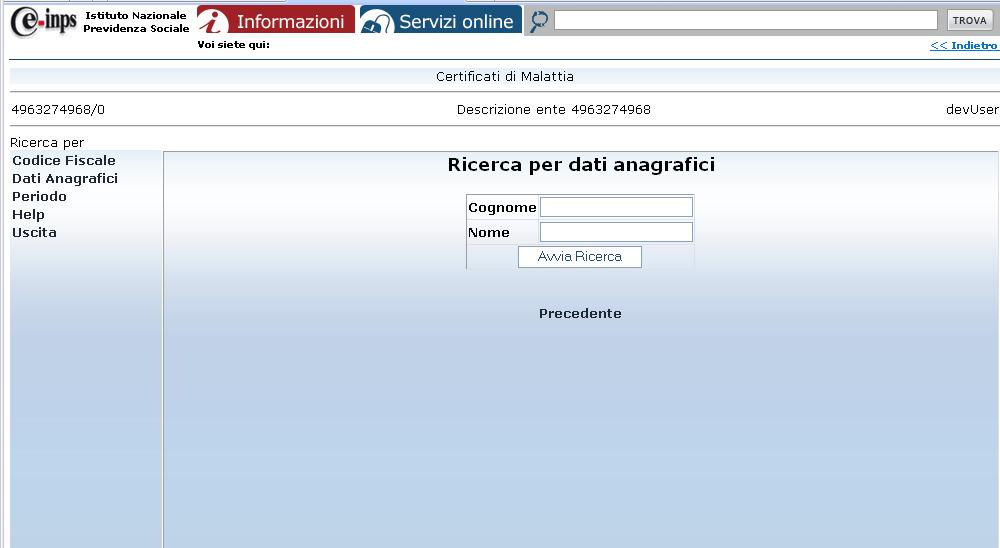 e-inps
Istituto Nazionale
Previdenza Sociale
Informazioni
Servizi online
TROVA
Voi siete qui:
<< Indietro
Certificati di Malattia
4963274968/0 Descrizione ente 4963274968 devUser
Ricerca per
Codice Fiscale
Dati Anagrafici
Periodo
Help
Uscita
Ricerca per dati anagrafici
Cognome
Nome
Avvia Ricerca
Precedente